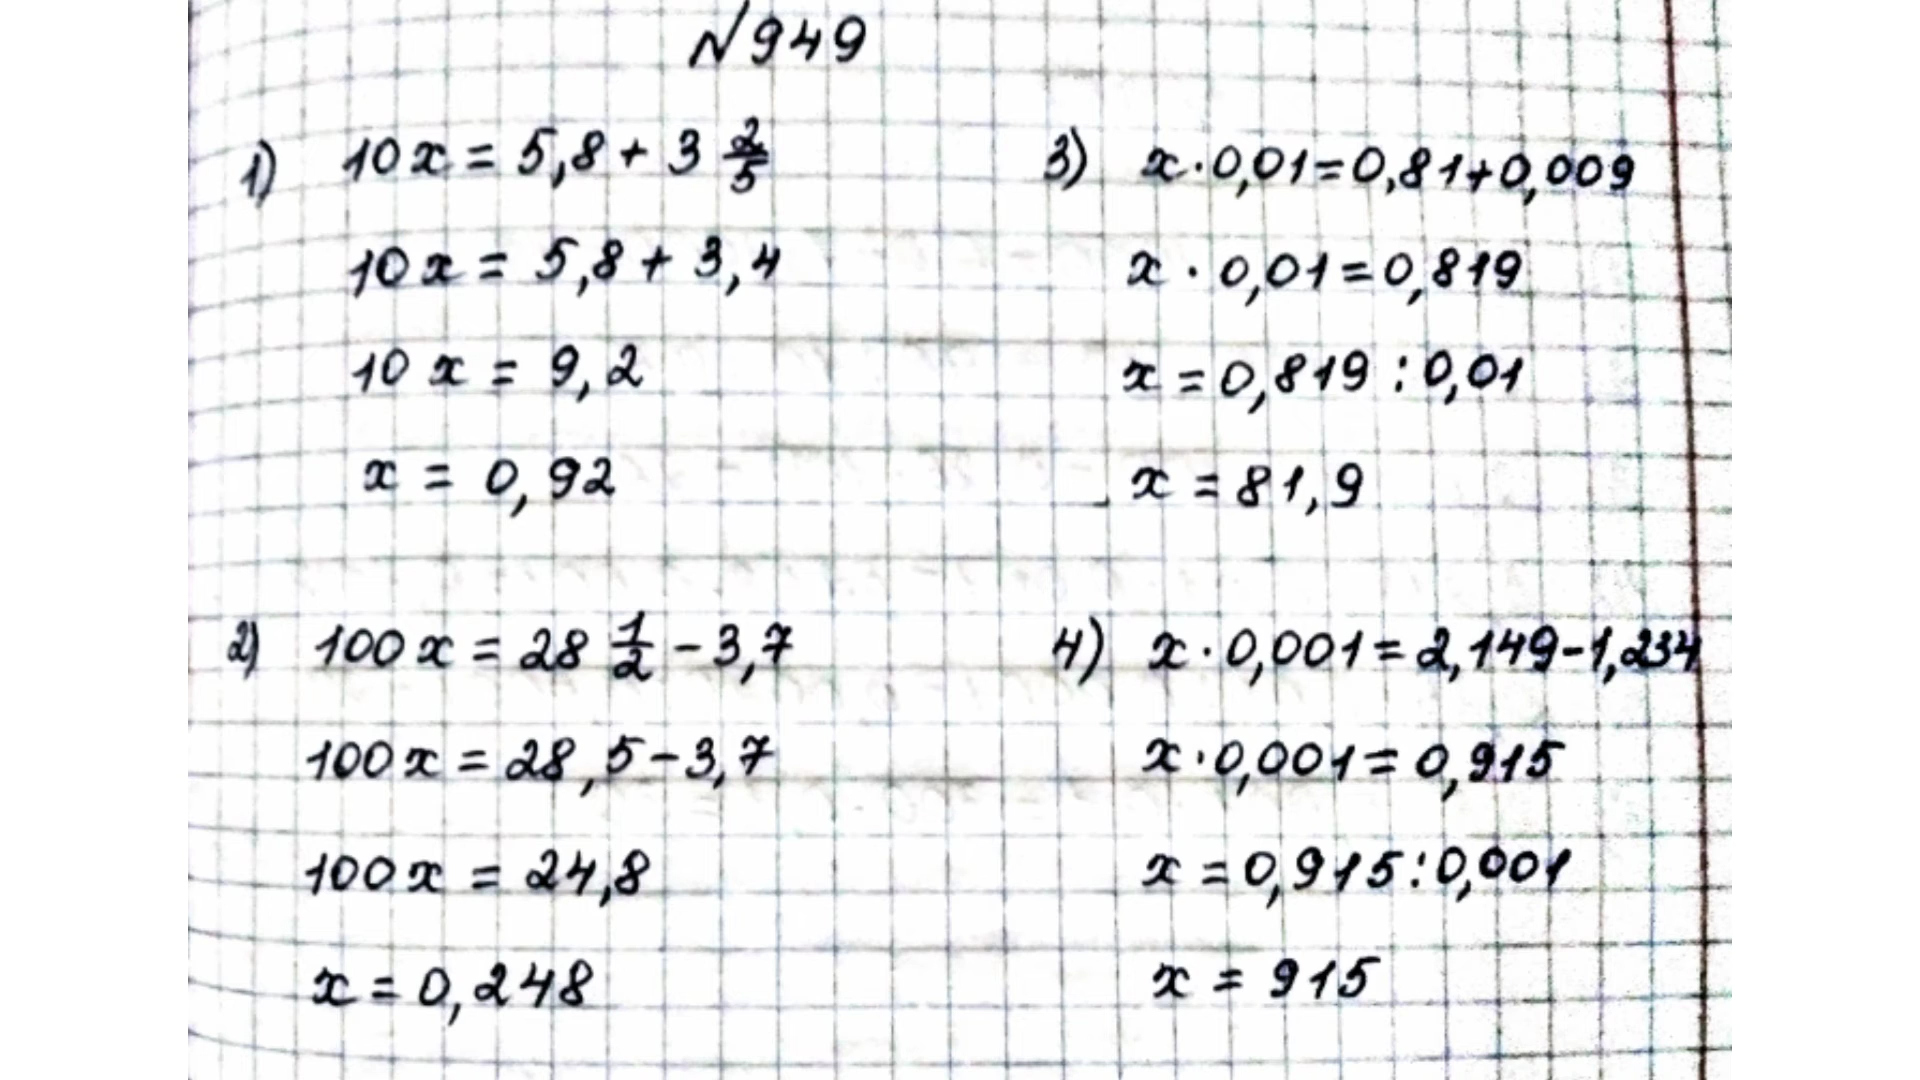 №949
1) 10x = 5,8 + 3 2/5
10x = 5,8 + 3,4
10x = 9,2
x = 0,92
2) 100x = 28 1/2 - 3,7
100x = 28,5 - 3,7
100x = 24,8
x = 0,248
3) x · 0,01 = 0,81 + 0,009
x · 0,01 = 0,819
x = 0,819 : 0,01
x = 81,9
4) x · 0,001 = 2,149 - 1,234
x · 0,001 = 0,915
x = 0,915 : 0,001
x = 915